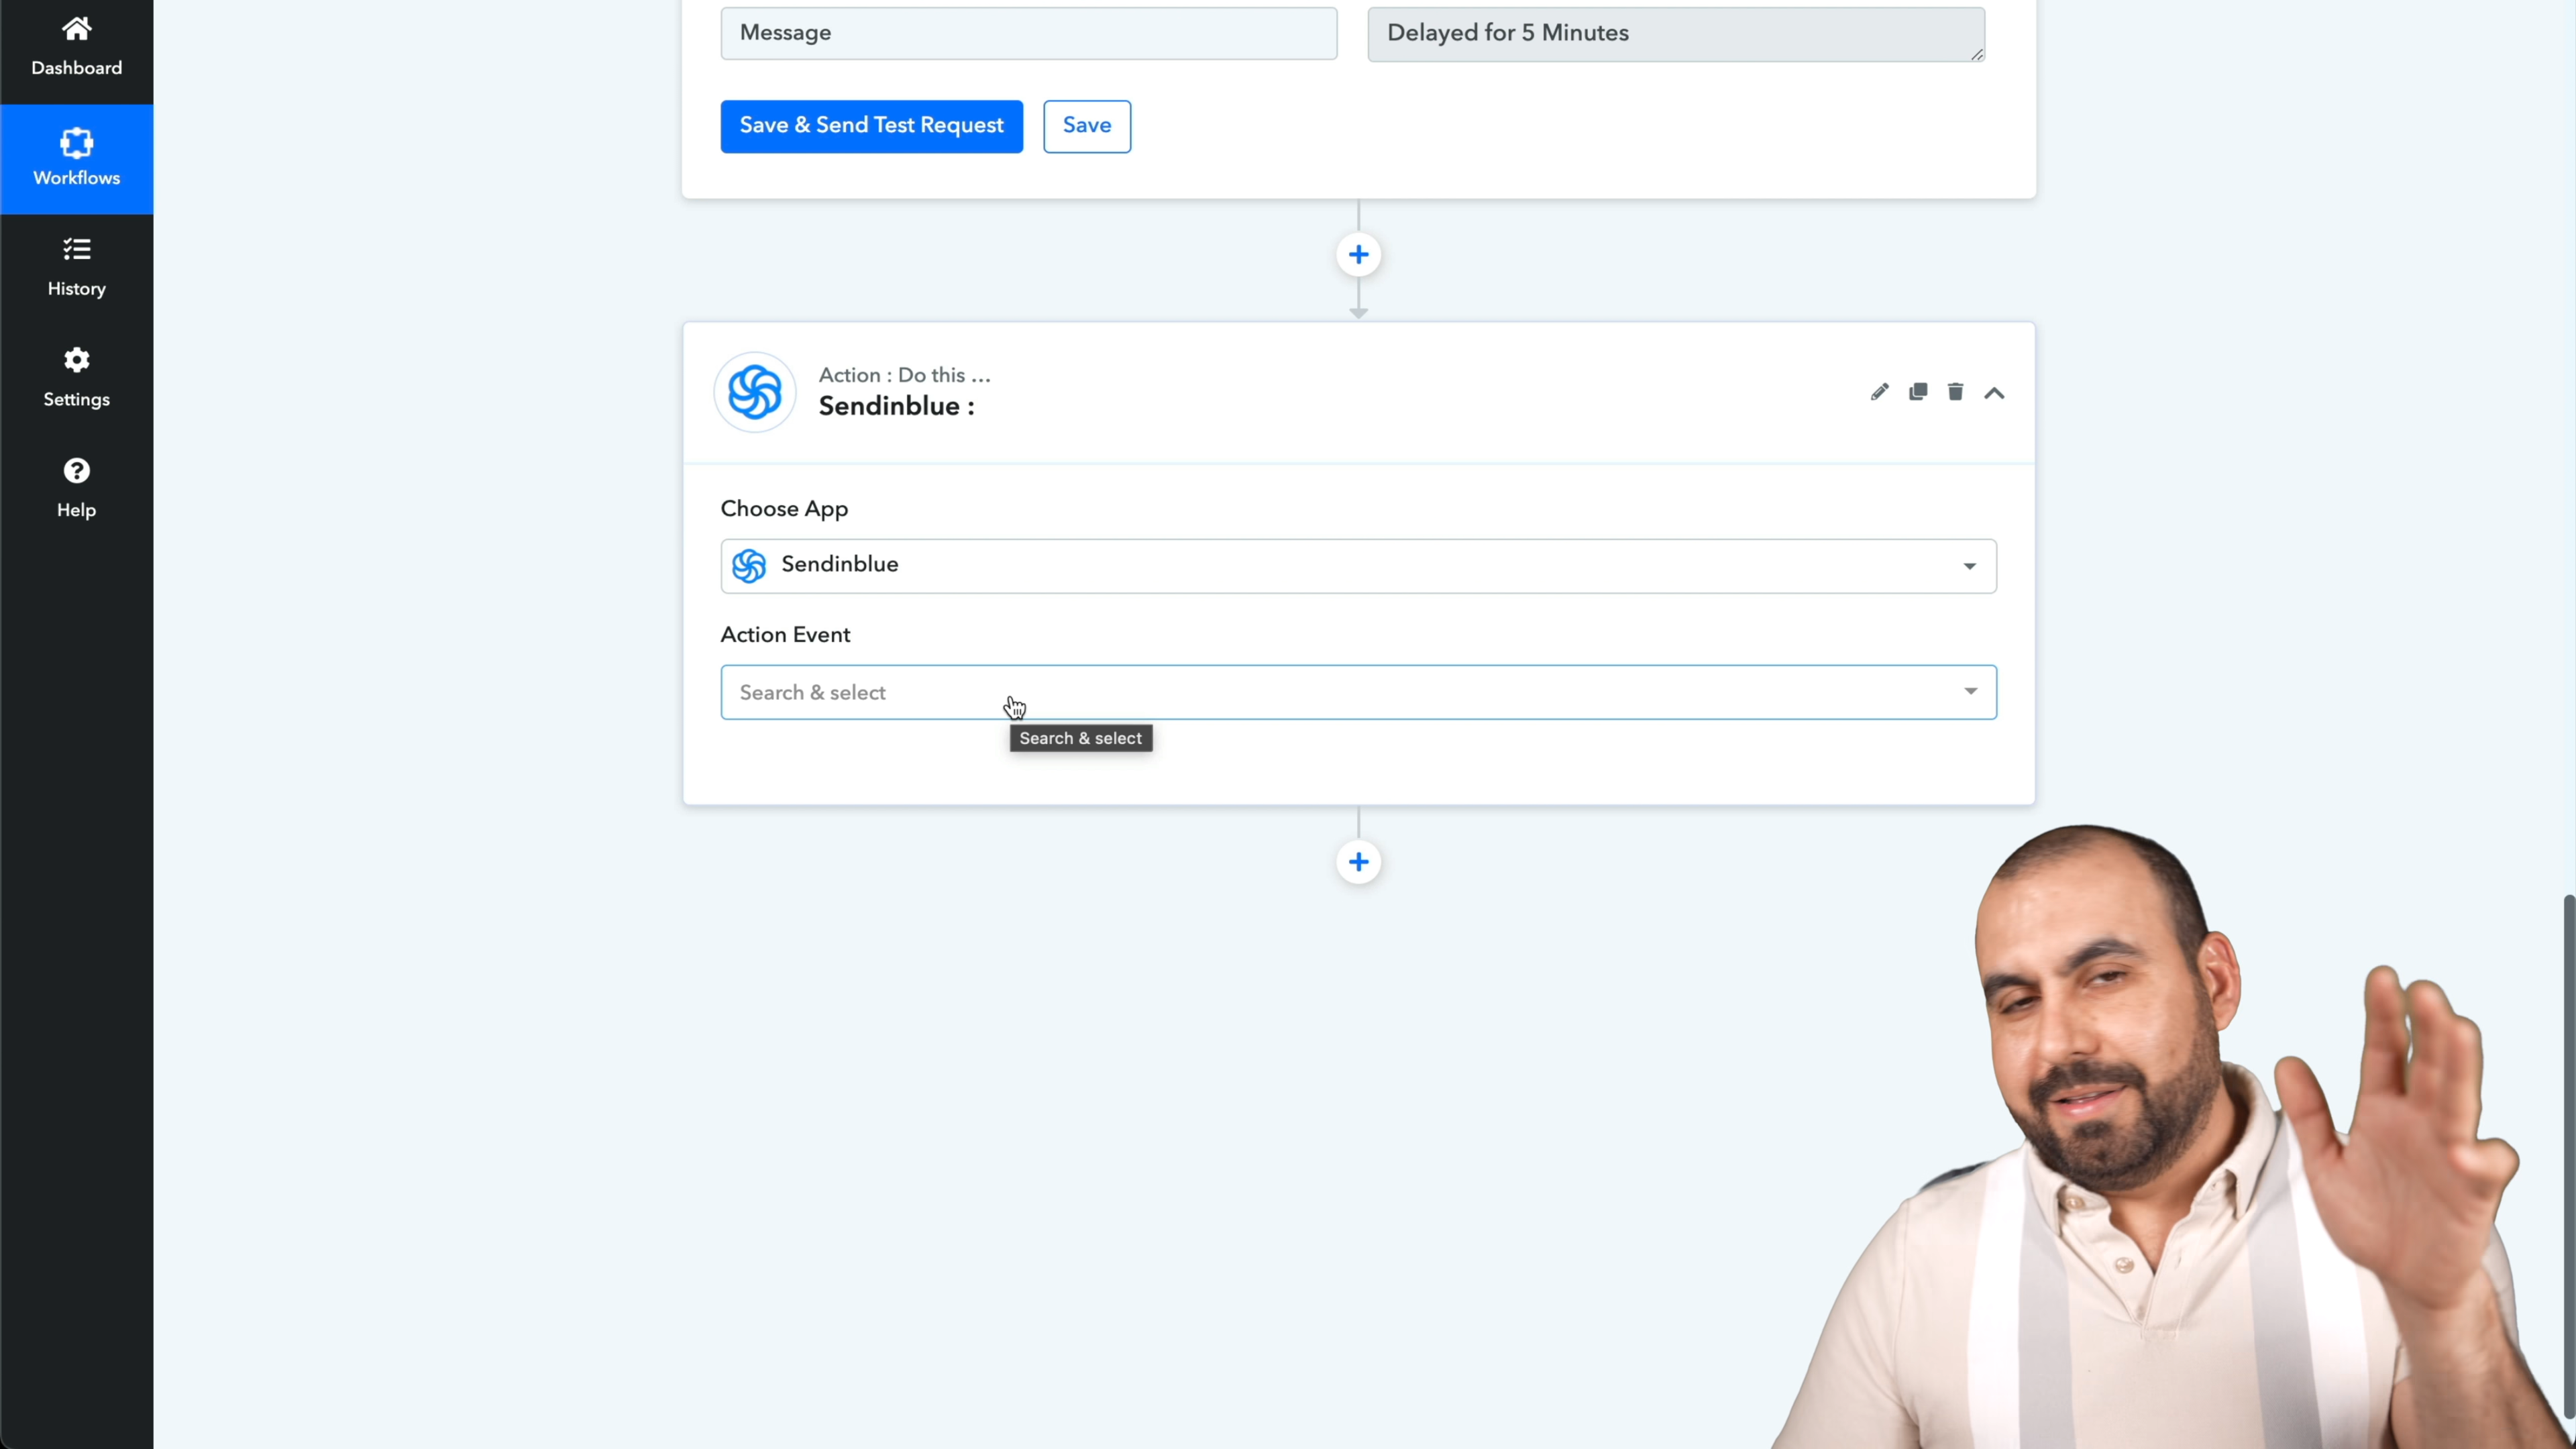 Dashboard
Workflows
History
Settings
Help
Message
Delayed for 5 Minutes
Save & Send Test Request
Save
Action : Do this ...
Sendinblue :
Choose App
Sendinblue
Action Event
Search & select
Search & select